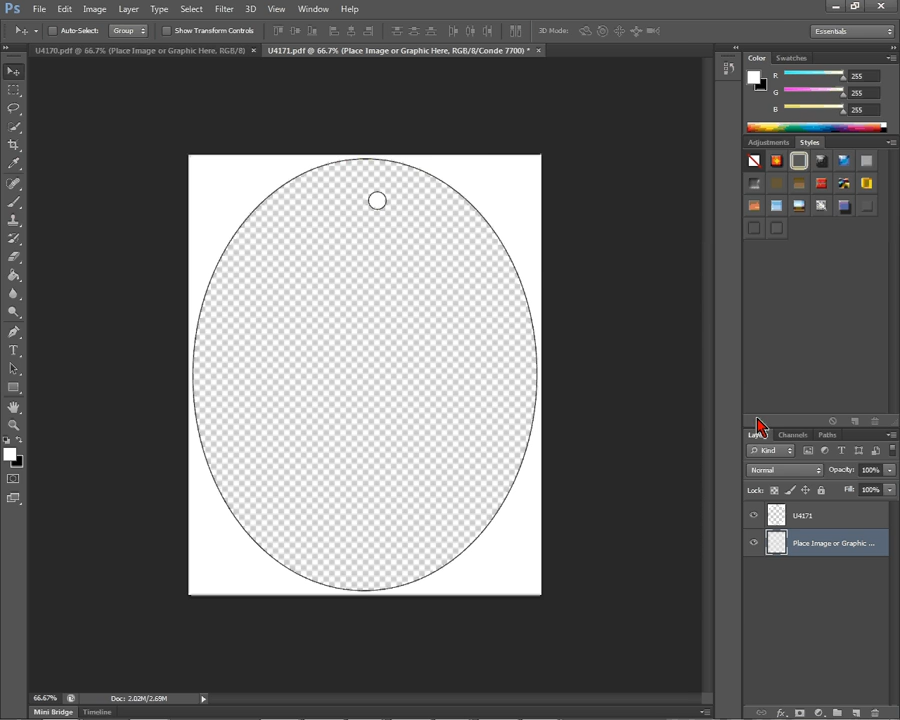 Ps File Edit Image Layer Type Select Filter 3D View Window Help
Auto-Select: Group Show Transform Controls 3D Mode: Essentials
U4170.pdf @ 66.7% (Place Image or Graphic Here, RGB/8) × U4171.pdf @ 66.7% (Place Image or Graphic Here, RGB/8/Conde 7700) * ×
Color Swatches
R 255
G 255
B 255
Adjustments Styles
Channels Paths
Kind
Normal Opacity: 100%
Lock: Fill: 100%
U4171
Place Image or Graphic ...
66.67% Doc: 2.02M/2.69M
Mini Bridge Timeline